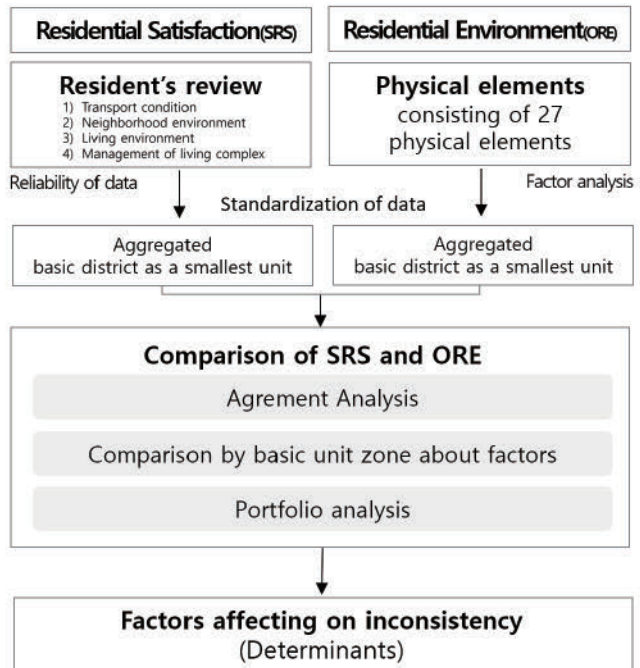 Residential Satisfaction(SRS)
Residential Environment(ORE)
Resident's review
1) Transport condition
2) Neighborhood environment
3) Living environment
4) Management of living complex
Physical elements
consisting of 27
physical elements
Reliability of data
Factor analysis
Standardization of data
Aggregated
basic district as a smallest unit
Aggregated
basic district as a smallest unit
Comparison of SRS and ORE
Agrement Analysis
Comparison by basic unit zone about factors
Portfolio analysis
Factors affecting on inconsistency
(Determinants)